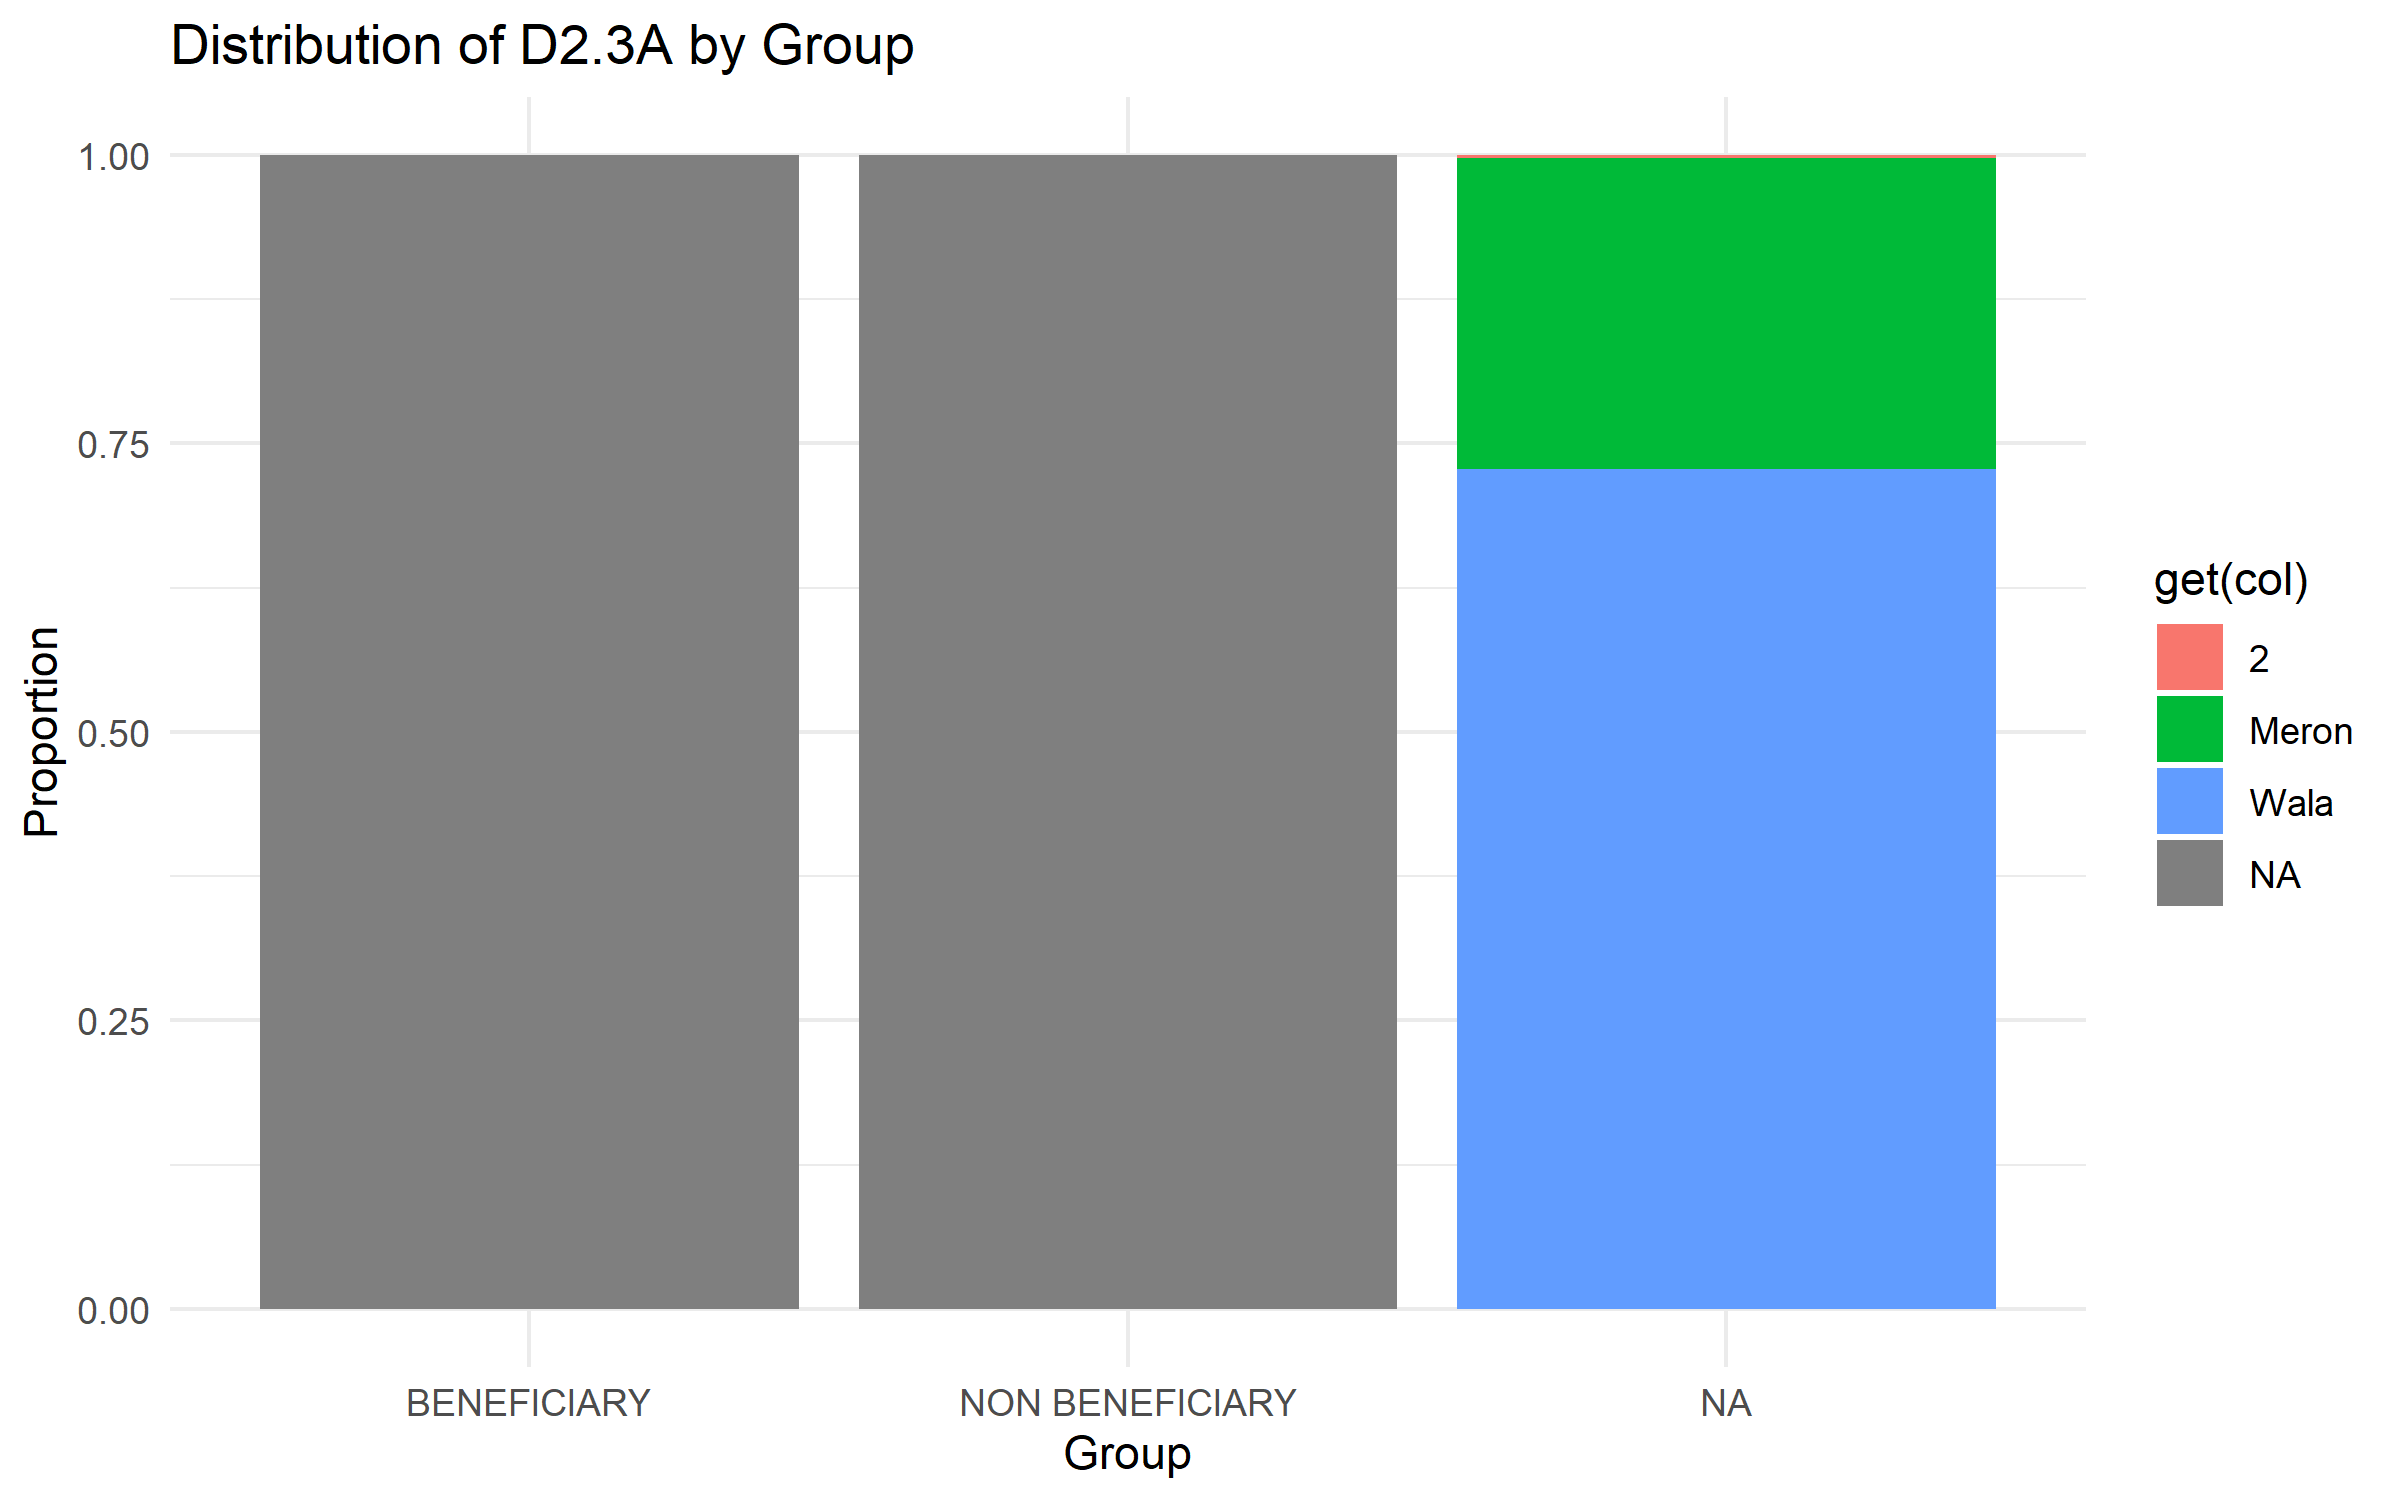 Distribution of D2.3A by Group
1.00
0.75
0.50
0.25
0.00
Proportion
BENEFICIARY
NON BENEFICIARY
NA
Group
get(col)
2
Meron
Wala
NA